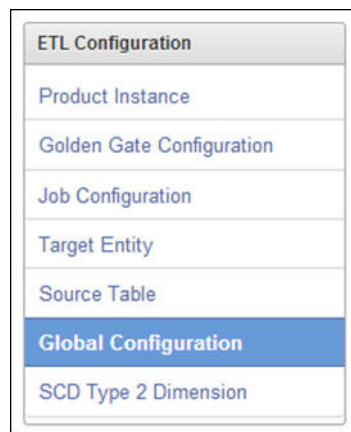 ETL Configuration
Product Instance
Golden Gate Configuration
Job Configuration
Target Entity
Source Table
Global Configuration
SCD Type 2 Dimension